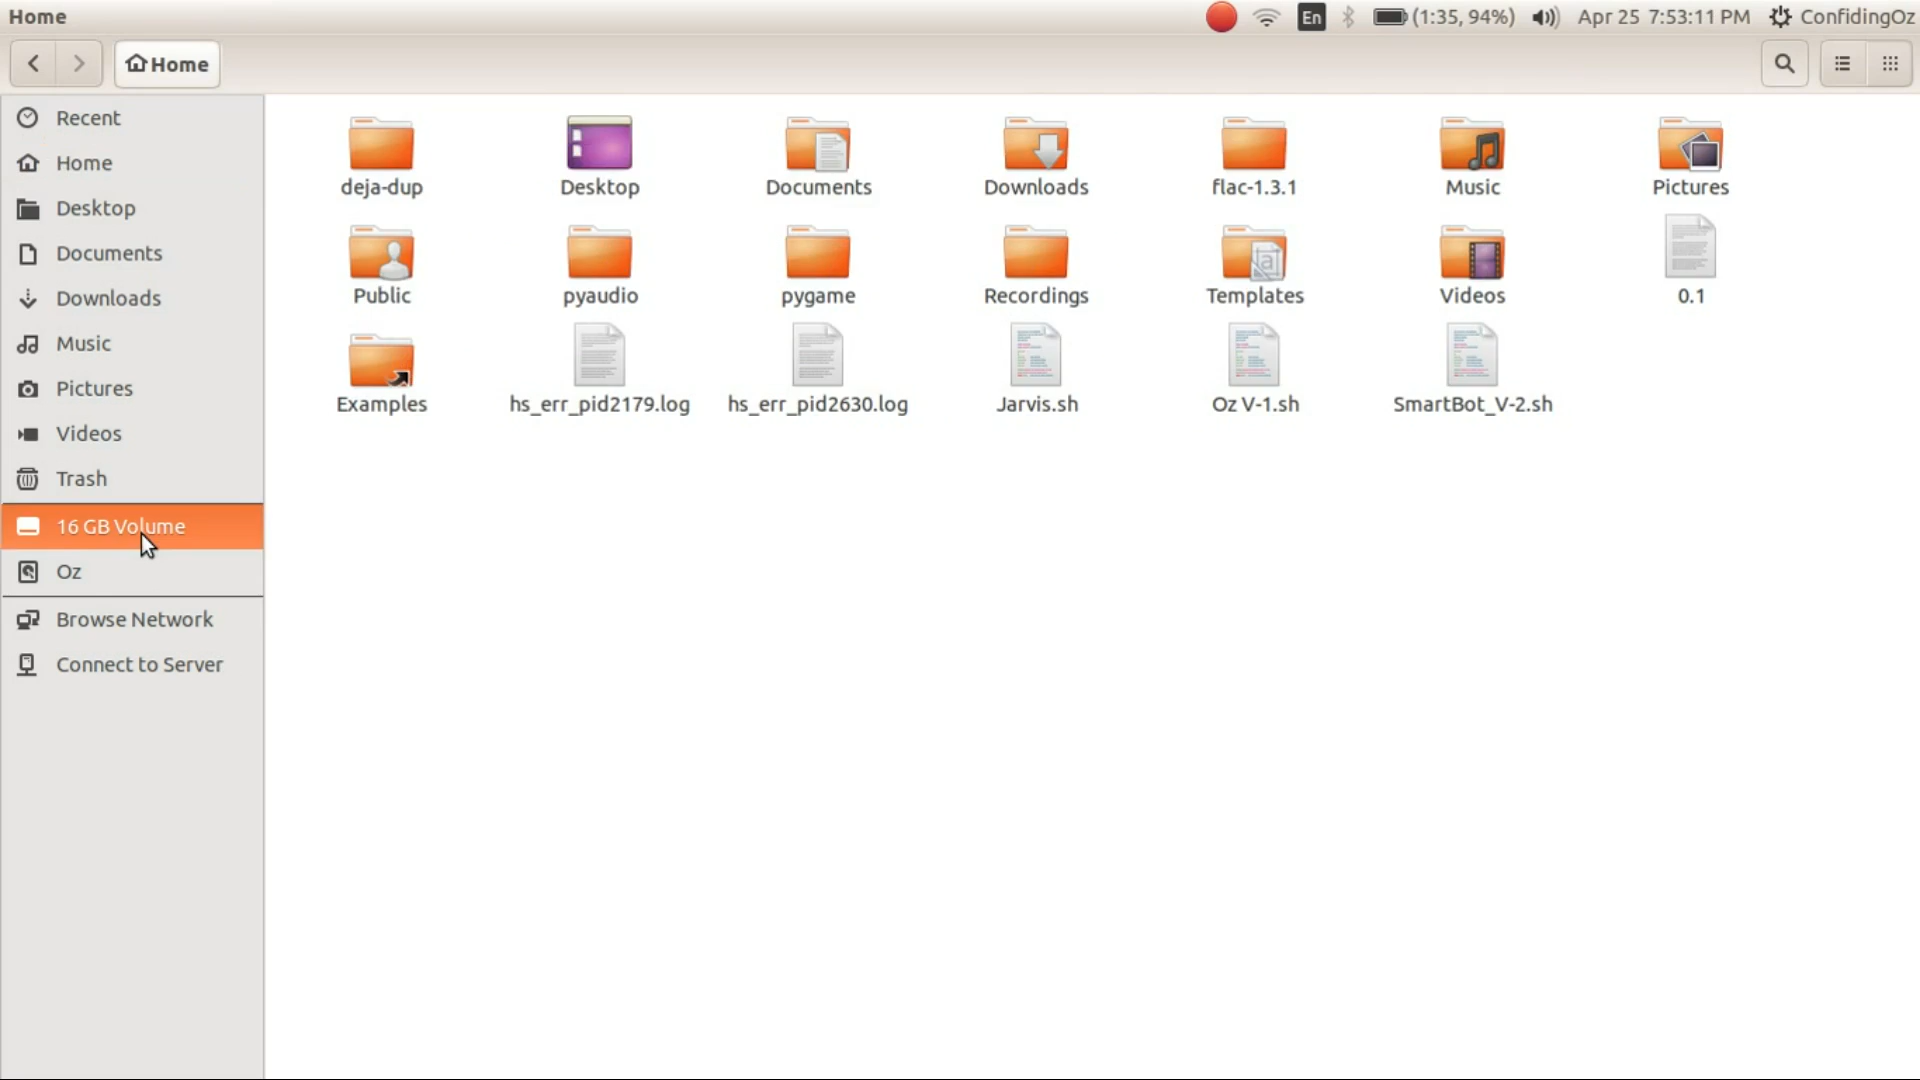 Home
En
(1:35, 94%)
Apr 25 7:53:11 PM
ConfidingOz
Home
Recent
Home
Desktop
Documents
Downloads
Music
Pictures
Videos
Trash
16 GB Volume
Oz
Browse Network
Connect to Server
deja-dup
Desktop
Documents
Downloads
flac-1.3.1
Music
Pictures
Public
pyaudio
pygame
Recordings
Templates
Videos
0.1
Examples
hs_err_pid2179.log
hs_err_pid2630.log
Jarvis.sh
Oz V-1.sh
SmartBot_V-2.sh